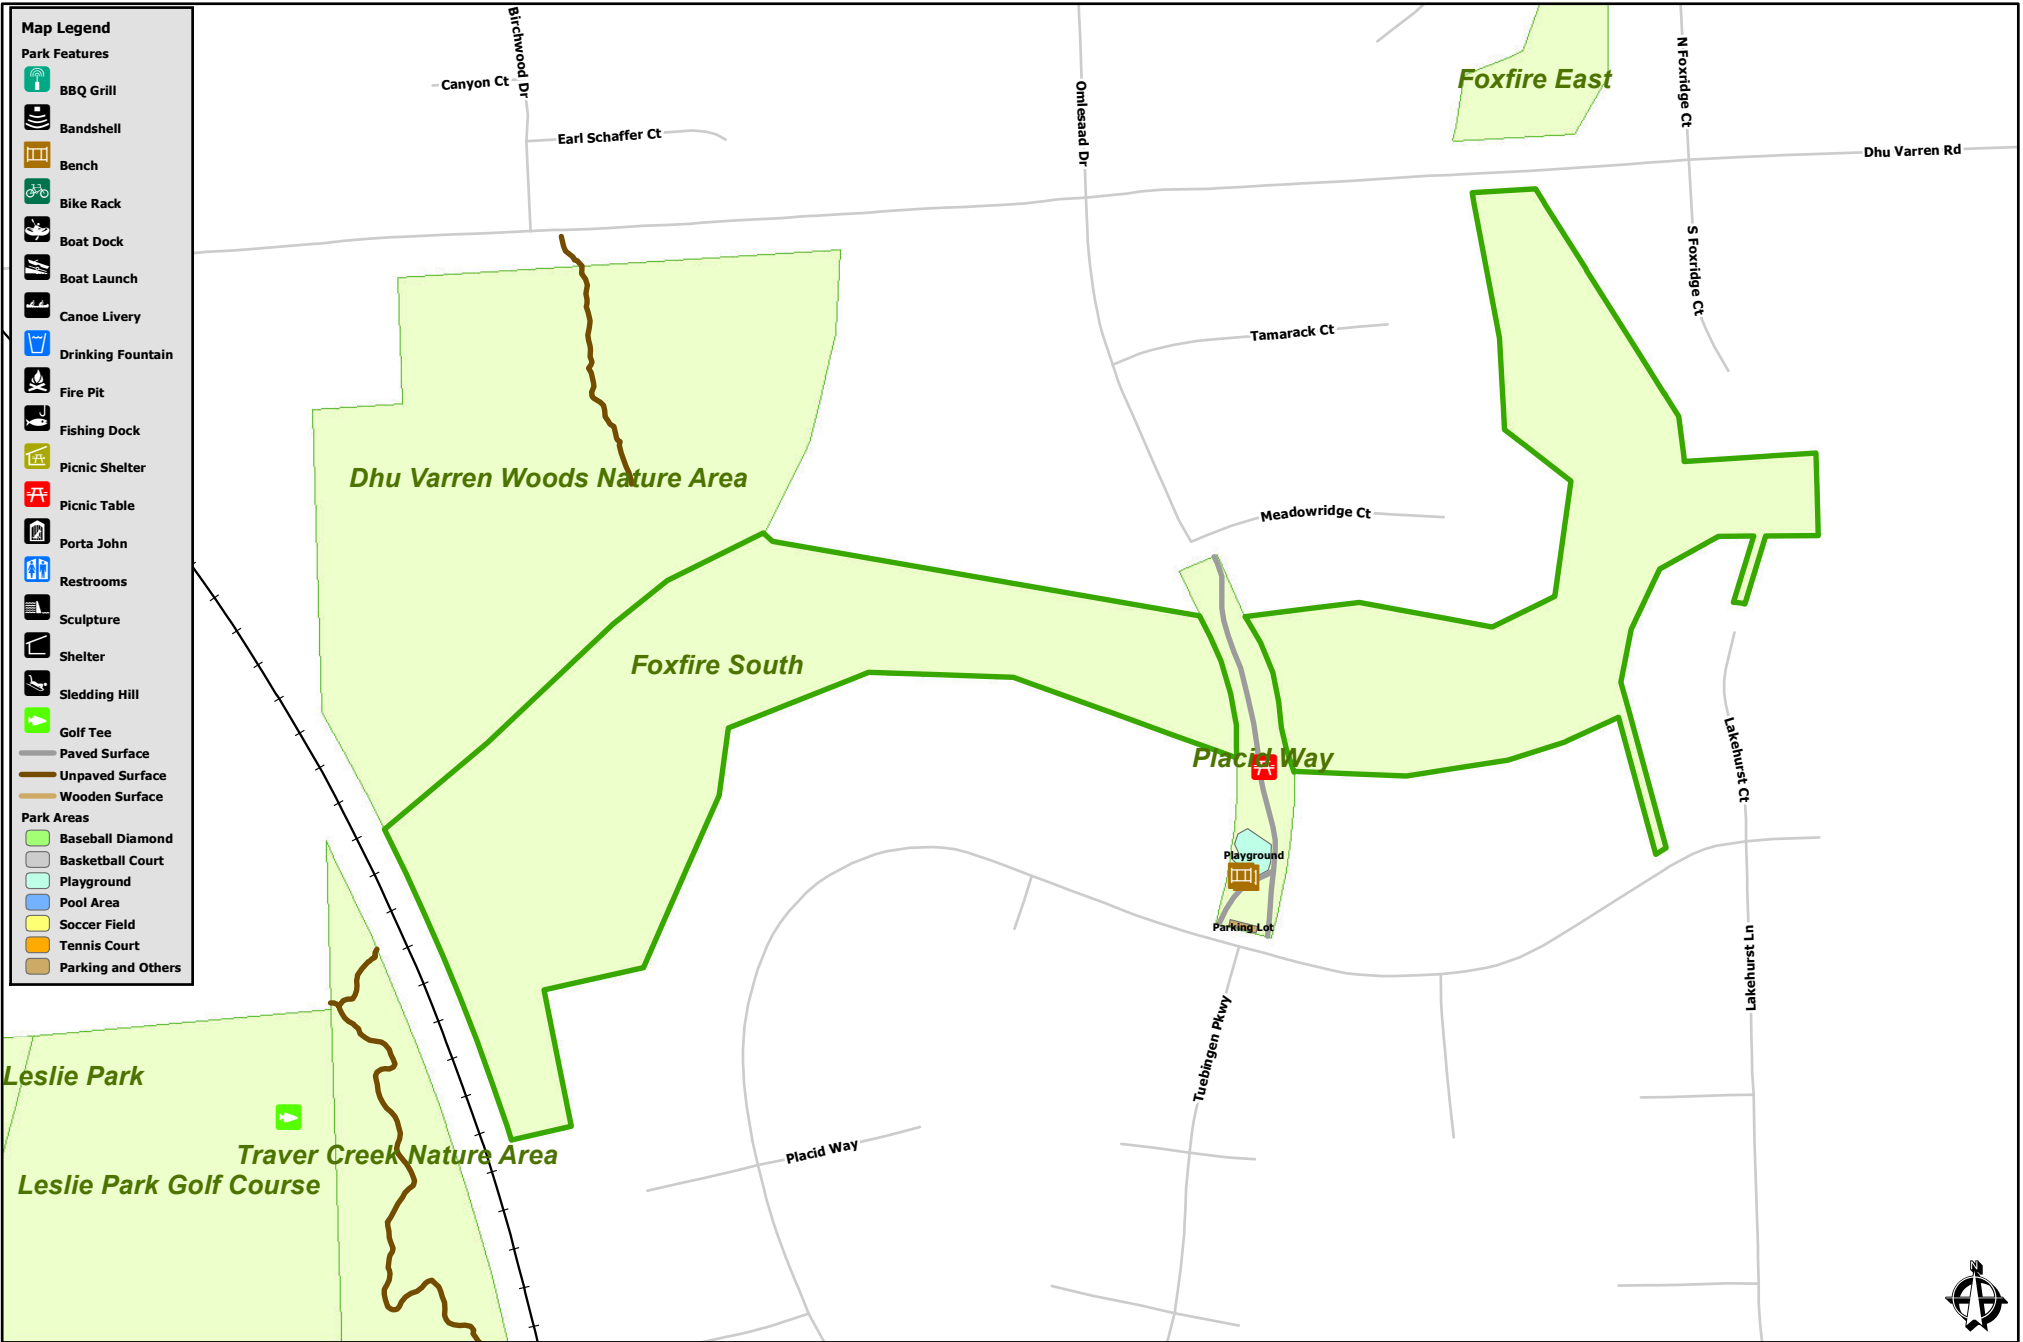 Map Legend
Park Features
BBQ Grill
Bandshell
Bench
Bike Rack
Boat Dock
Boat Launch
Canoe Livery
Drinking Fountain
Fire Pit
Fishing Dock
Picnic Shelter
Picnic Table
Porta John
Restrooms
Sculpture
Shelter
Sledding Hill
Golf Tee
Paved Surface
Unpaved Surface
Wooden Surface
Park Areas
Baseball Diamond
Basketball Court
Playground
Pool Area
Soccer Field
Tennis Court
Parking and Others
Birchwood Dr
Canyon Ct
Earl Schaffer Ct
Omlesaad Dr
Foxfire East
N Foxridge Ct
Dhu Varren Rd
S Foxridge Ct
Tamarack Ct
Dhu Varren Woods Nature Area
Meadowridge Ct
Foxfire South
Placid Way
Lakehurst Ct
Playground
Parking Lot
Lakehurst Ln
Tuebingen Pkwy
Leslie Park
Traver Creek Nature Area
Placid Way
Leslie Park Golf Course
N